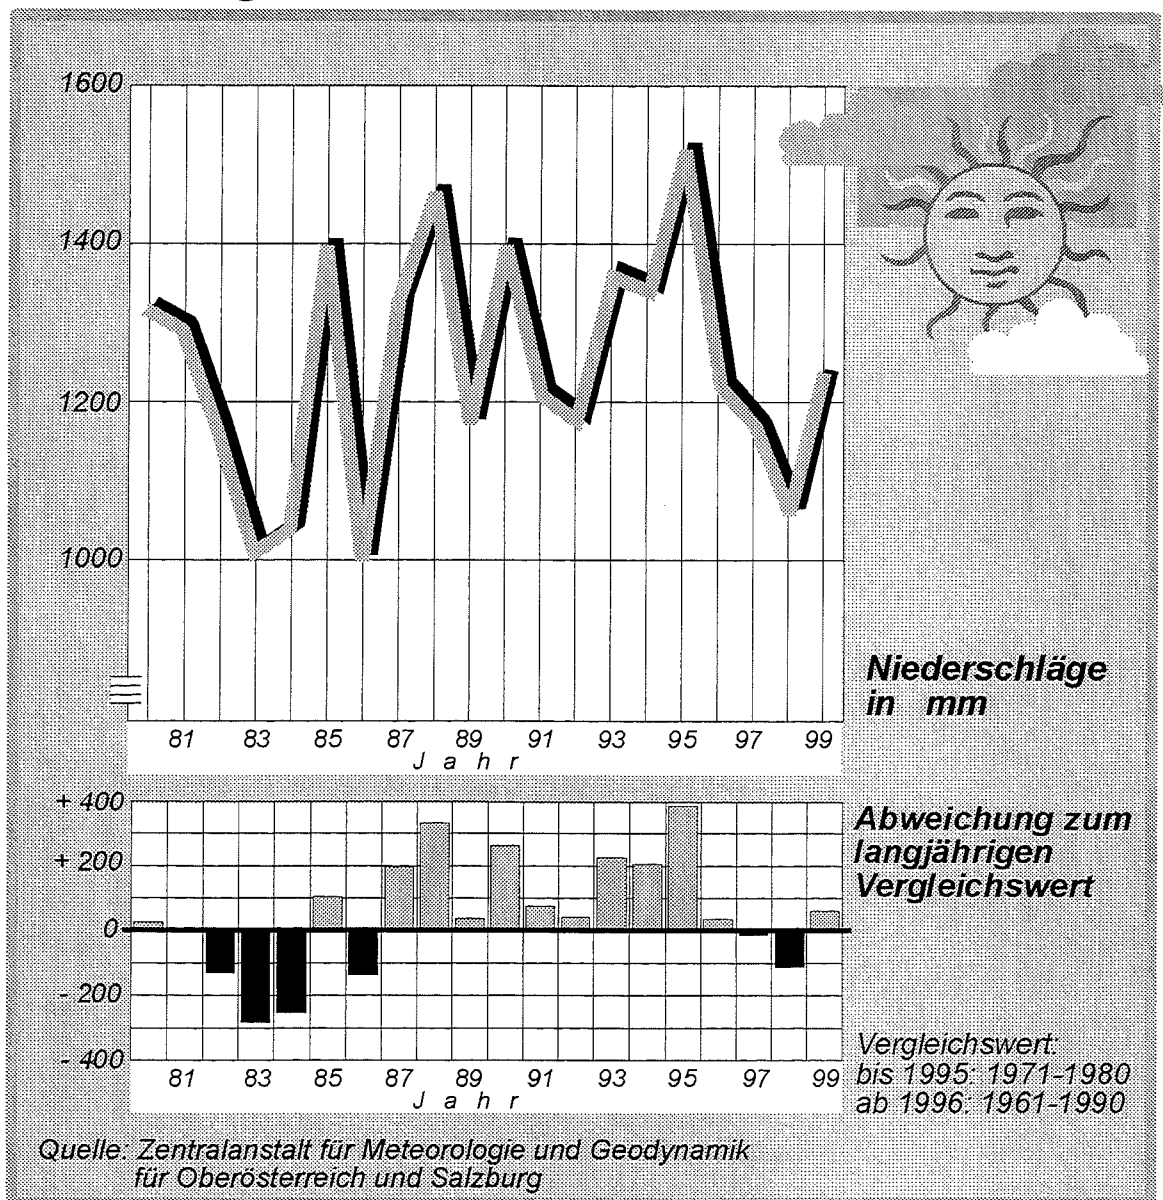 1600
1400
1200
1000
Niederschläge
in mm
81 83 85 87 89 91 93 95 97 99
J a h r
+ 400
+ 200
0
- 200
- 400
Abweichung zum
langjährigen
Vergleichswert
Vergleichswert:
bis 1995: 1971-1980
ab 1996: 1961-1990
81 83 85 87 89 91 93 95 97 99
J a h r
Quelle: Zentralanstalt für Meteorologie und Geodynamik
für Oberösterreich und Salzburg